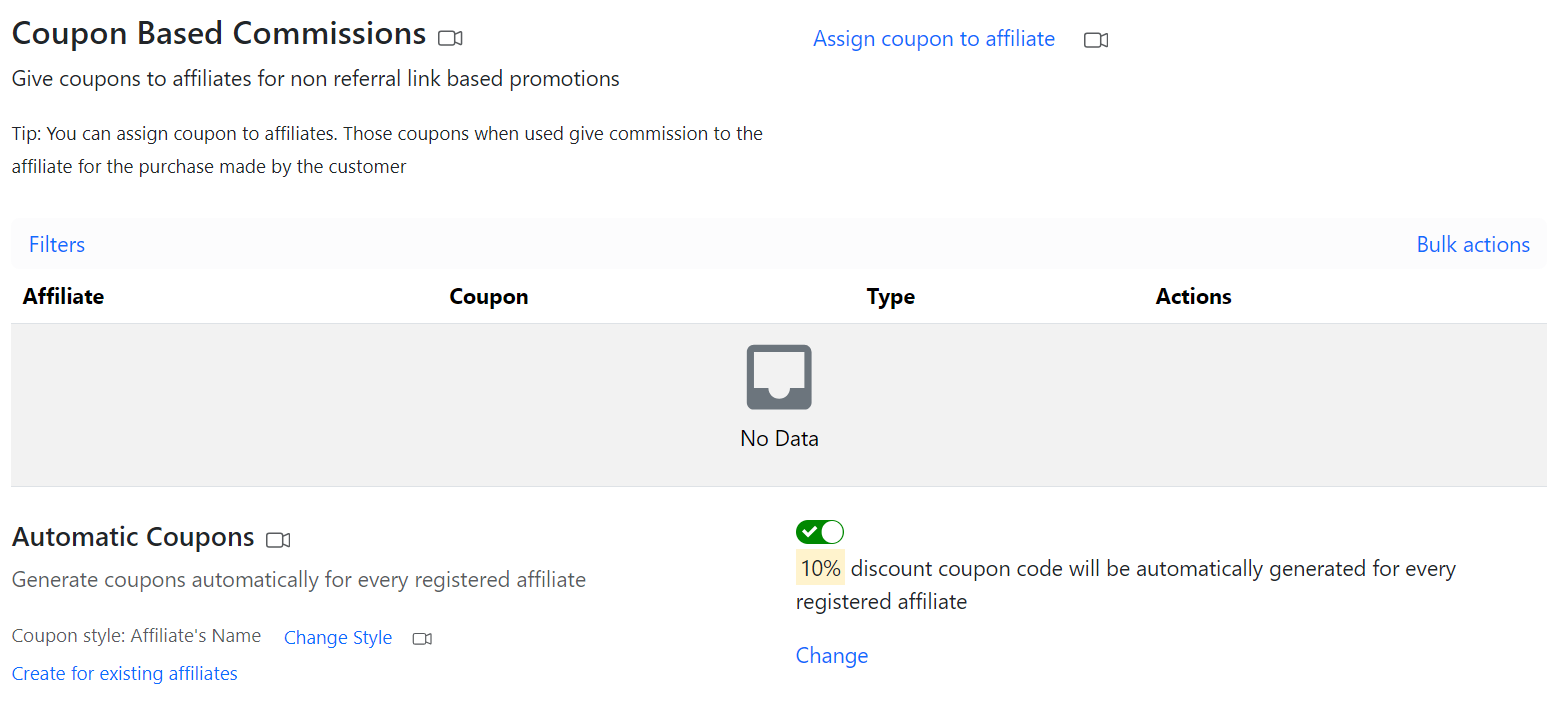 Coupon Based Commissions
Assign coupon to affiliate
Give coupons to affiliates for non referral link based promotions
Tip: You can assign coupon to affiliates. Those coupons when used give commission to the
affiliate for the purchase made by the customer
Filters
Bulk actions
Affiliate Coupon Type Actions
No Data
Automatic Coupons
Generate coupons automatically for every registered affiliate
Coupon style: Affiliate's Name Change Style
Create for existing affiliates
10% discount coupon code will be automatically generated for every
registered affiliate
Change